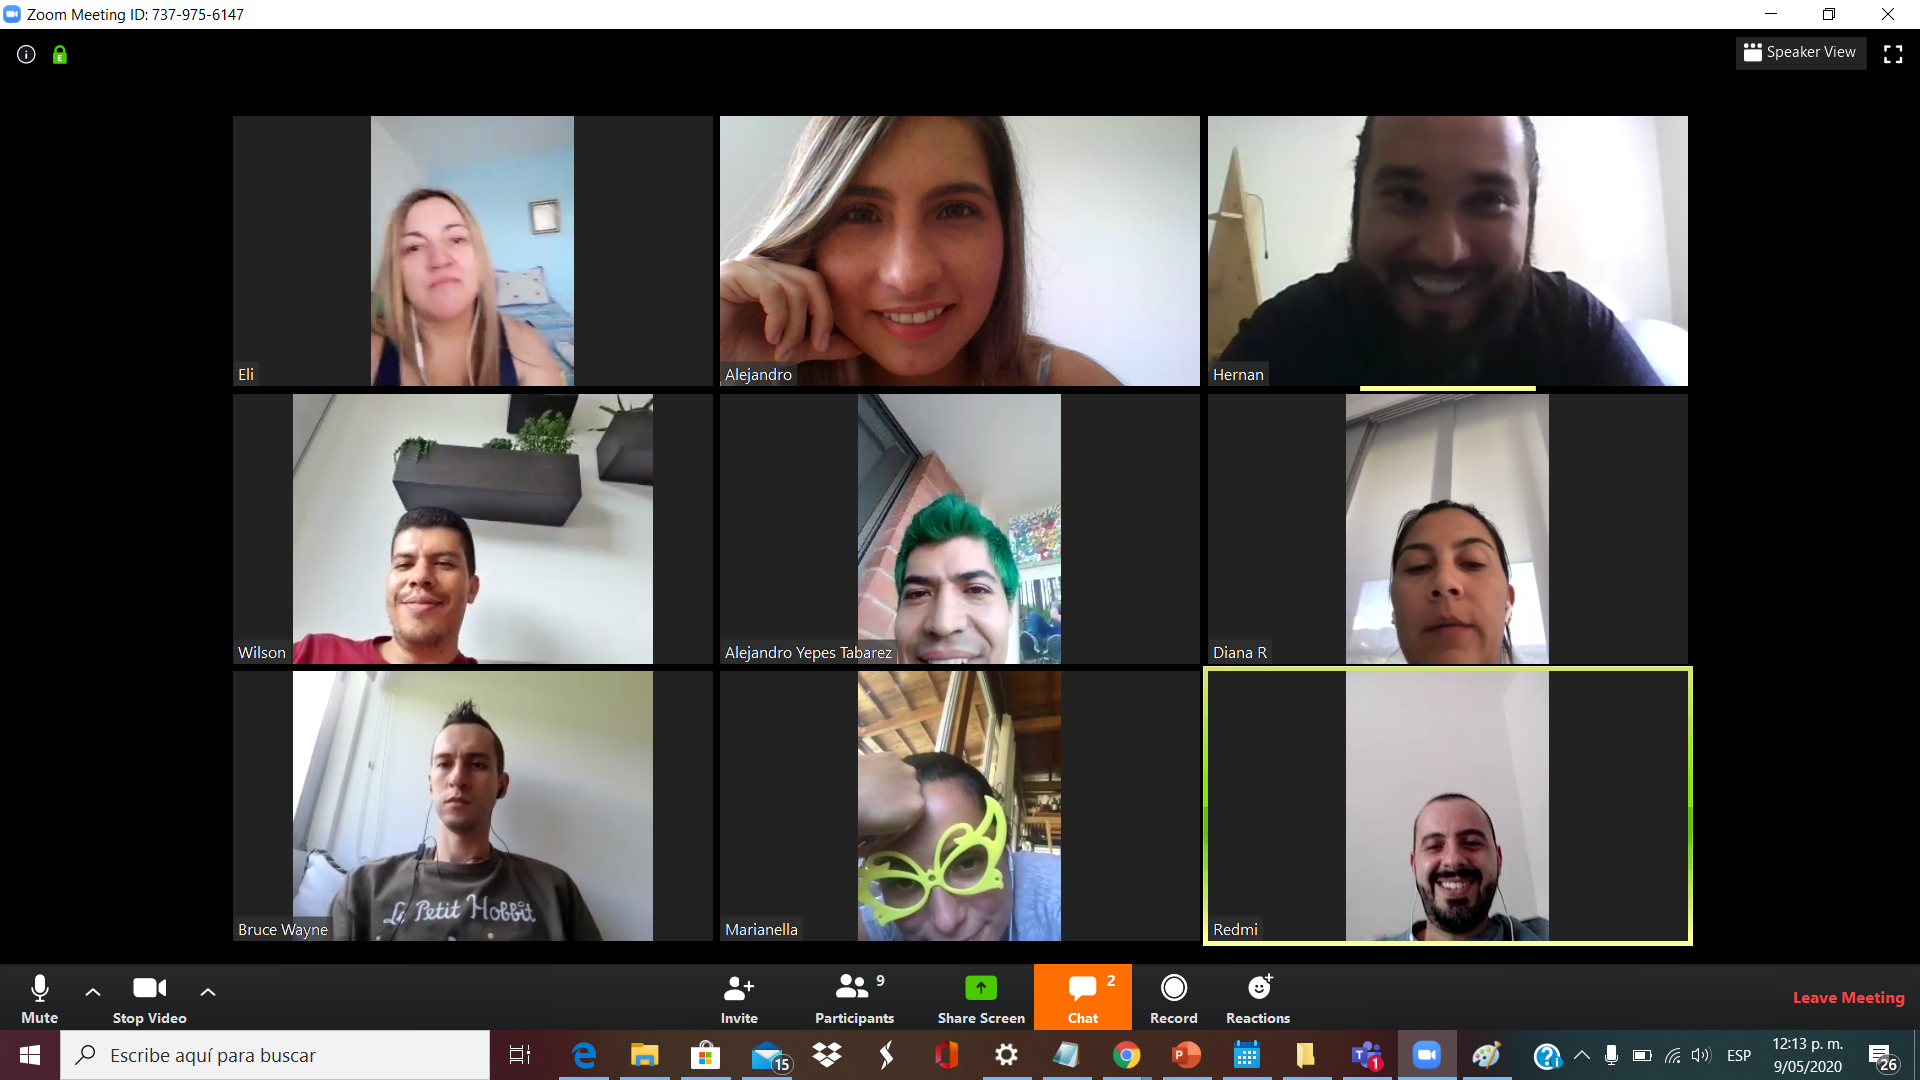 Zoom Meeting ID: 737-975-6147
Speaker View
Eli
Alejandro
Hernan
Wilson
Alejandro Yepes Tabarez
Diana R
Le Petit Hobbit
Bruce Wayne
Marianella
Redmi
Mute
Stop Video
Invite
Participants 9
Share Screen
Chat 2
Record
Reactions
Leave Meeting
Escribe aquí para buscar
15
1
ESP
12:13 p. m.
9/05/2020
26